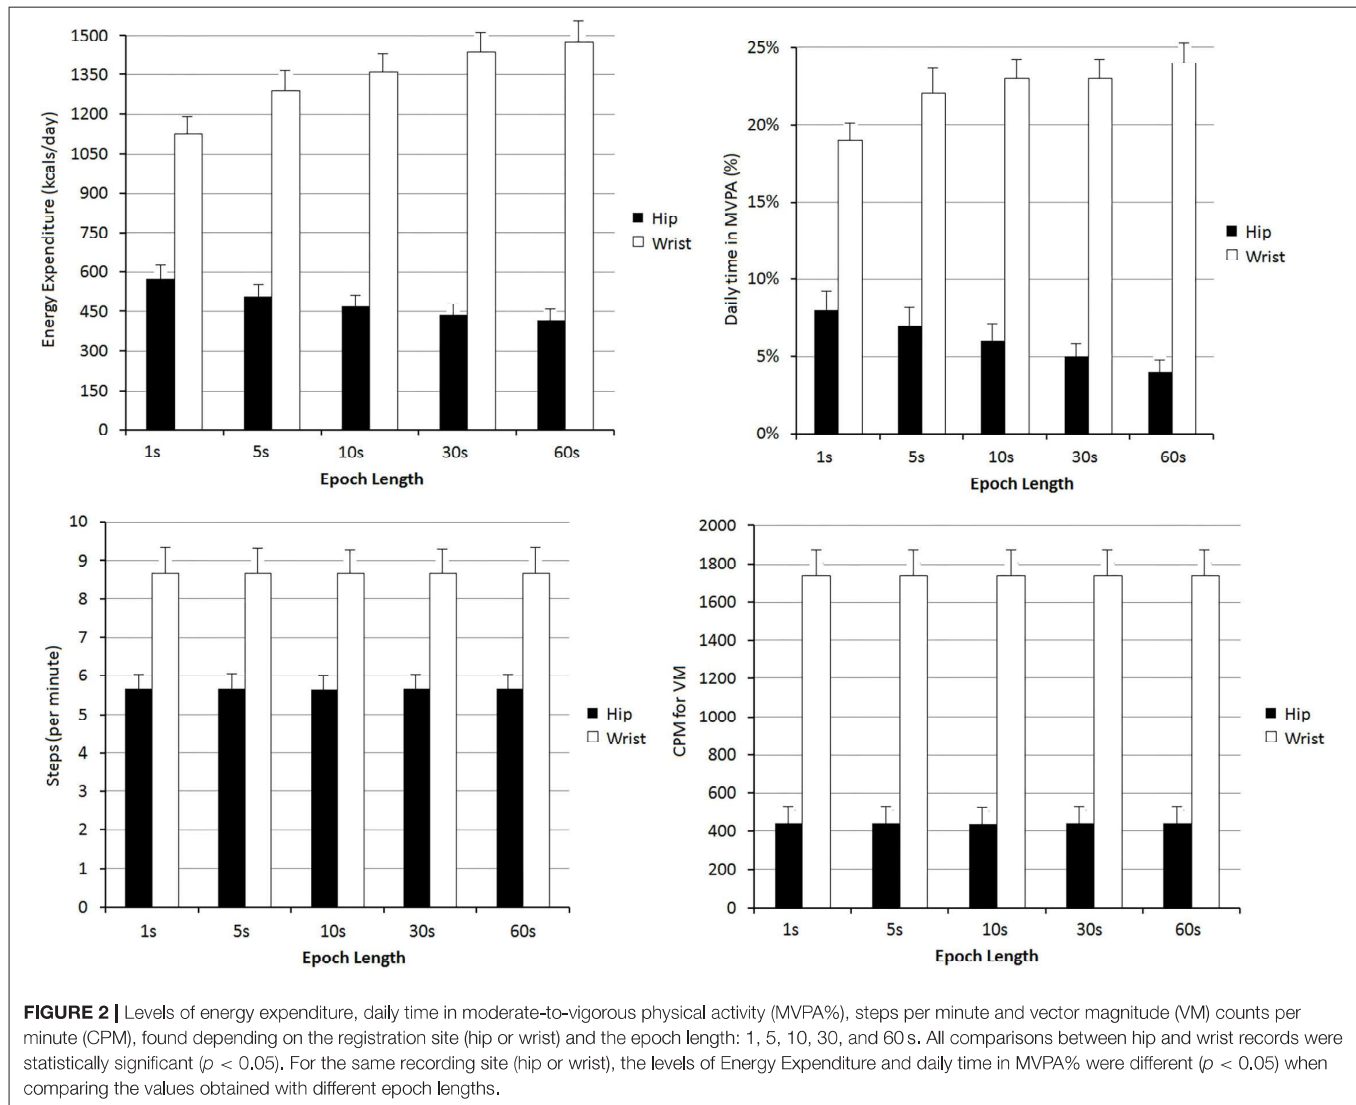 1500
1350
1200
1050
900
750
600
450
300
150
0
Energy Expenditure (kcals/day)
1s 5s 10s 30s 60s
Epoch Length
Hip
Wrist
25%
20%
15%
10%
5%
0%
Daily time in MVPA (%)
1s 5s 10s 30s 60s
Epoch Length
Hip
Wrist
10
9
8
7
6
5
4
3
2
1
0
Steps (per minute)
1s 5s 10s 30s 60s
Epoch Length
Hip
Wrist
2000
1800
1600
1400
1200
1000
800
600
400
200
0
CPM for VM
1s 5s 10s 30s 60s
Epoch Length
Hip
Wrist
FIGURE 2 | Levels of energy expenditure, daily time in moderate-to-vigorous physical activity (MVPA%), steps per minute and vector magnitude (VM) counts per
minute (CPM), found depending on the registration site (hip or wrist) and the epoch length: 1, 5, 10, 30, and 60 s. All comparisons between hip and wrist records were
statistically significant (p < 0.05). For the same recording site (hip or wrist), the levels of Energy Expenditure and daily time in MVPA% were different (p < 0.05) when
comparing the values obtained with different epoch lengths.